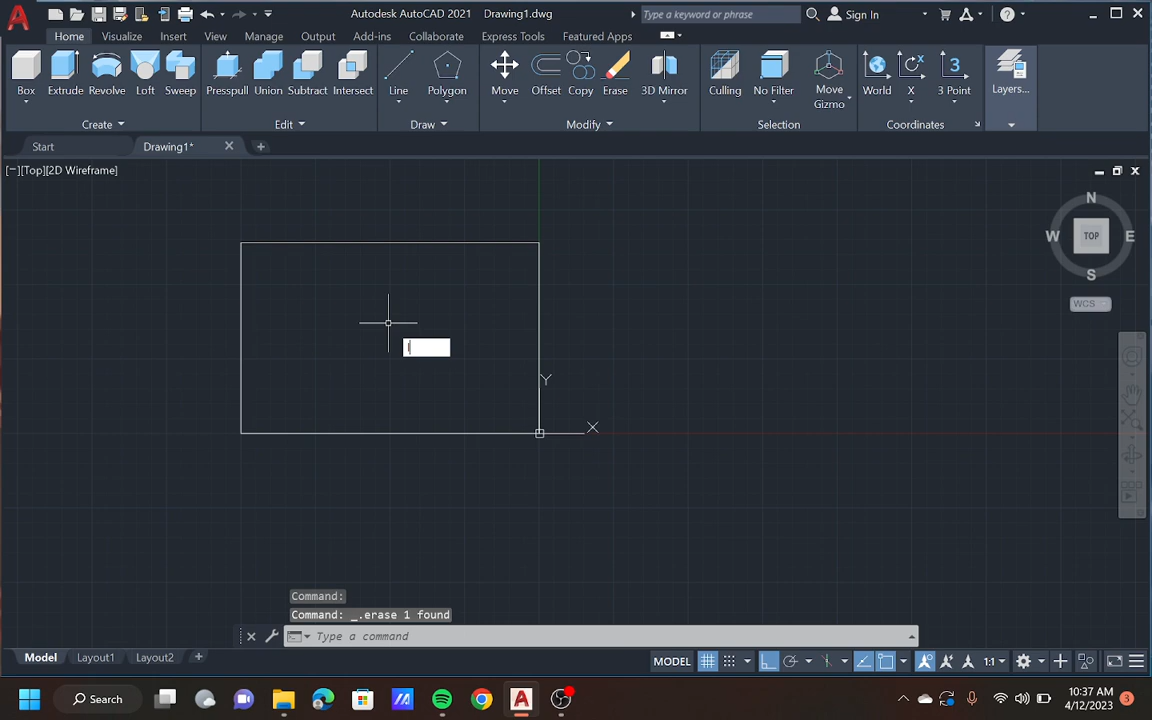 Autodesk AutoCAD 2021 Drawing1.dwg Type a keyword or phrase Sign In
Home Visualize Insert View Manage Output Add-ins Collaborate Express Tools Featured Apps
Box Extrude Revolve Loft Sweep Presspull Union Subtract Intersect Line Polygon Move Offset Copy Erase 3D Mirror Culling No Filter Move Gizmo World X 3 Point Layers...
Create Edit Draw Modify Selection Coordinates
Start Drawing1* 
[−][Top][2D Wireframe]
N
W TOP E
S
WCS
l
Y
X
Command:
Command: _.erase 1 found
Type a command
Model Layout1 Layout2 MODEL 1:1
Search 10:37 AM
4/12/2023 3